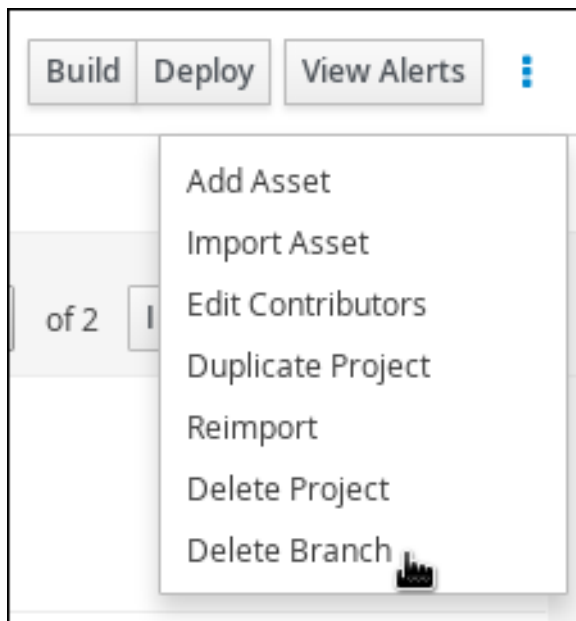 Build Deploy View Alerts
Add Asset
Import Asset
Edit Contributors
of 2
Duplicate Project
Reimport
Delete Project
Delete Branch